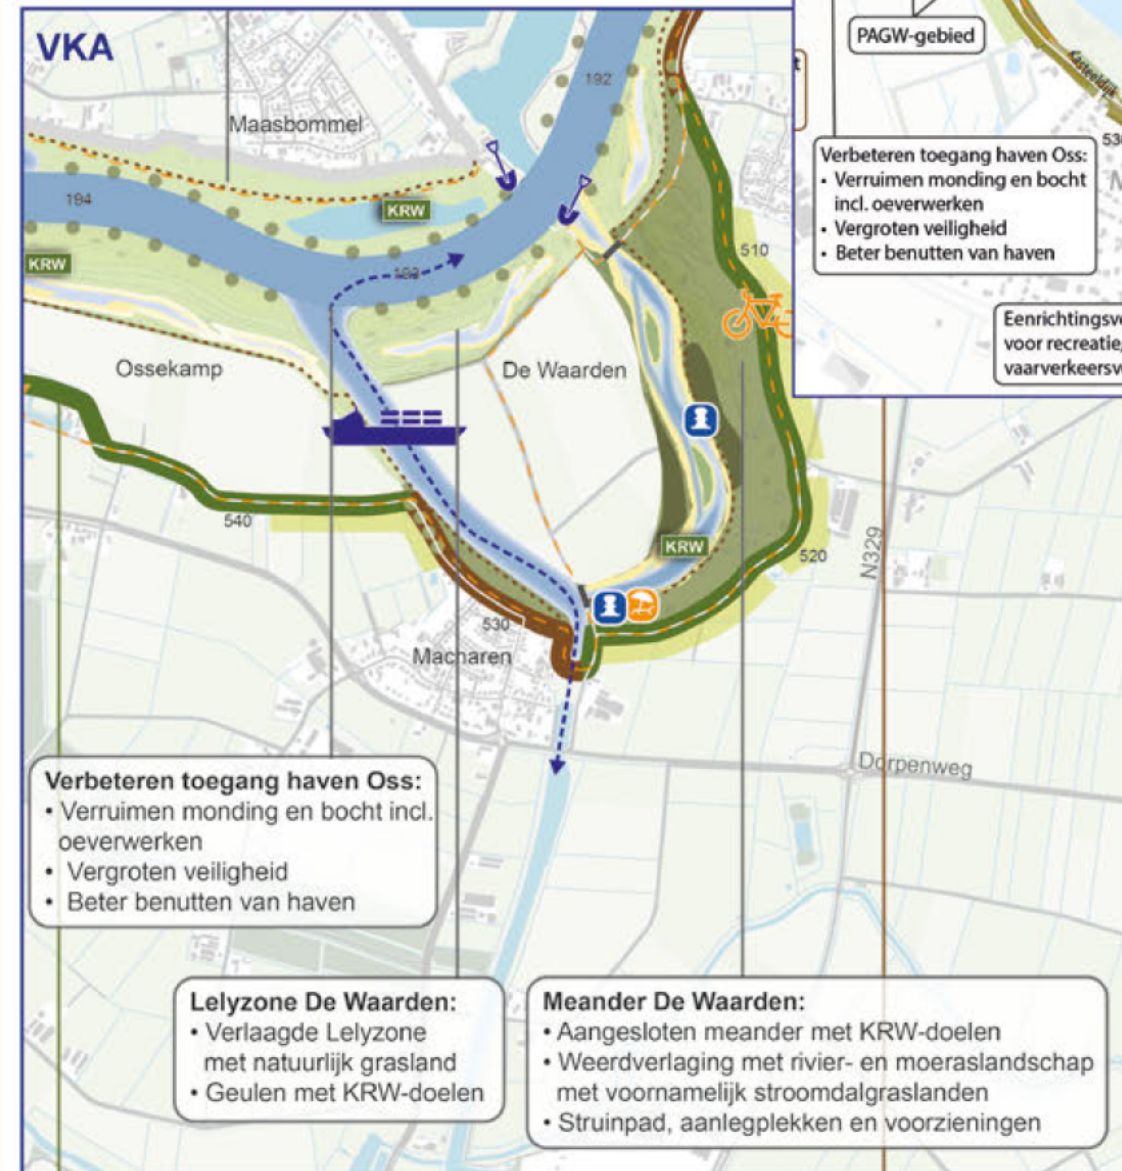 VKA
192
Maasbommel
194
KRW
193
KRW
510
Ossekamp
De Waarden
540
KRW
520
N329
530
Macharen
Dorpenweg
PAGW-gebied
Kasteeldijk
Verbeteren toegang haven Oss:
• Verruimen monding en bocht
incl. oeverwerken
• Vergroten veiligheid
• Beter benutten van haven
voor recreatie,
Verbeteren toegang haven Oss:
• Verruimen monding en bocht incl.
oeverwerken
• Vergroten veiligheid
• Beter benutten van haven
Lelyzone De Waarden:
• Verlaagde Lelyzone
met natuurlijk grasland
• Geulen met KRW-doelen
Meander De Waarden:
• Aangesloten meander met KRW-doelen
• Weerdverlaging met rivier- en moeraslandschap
met voornamelijk stroomdalgraslanden
• Struinpad, aanlegplekken en voorzieningen